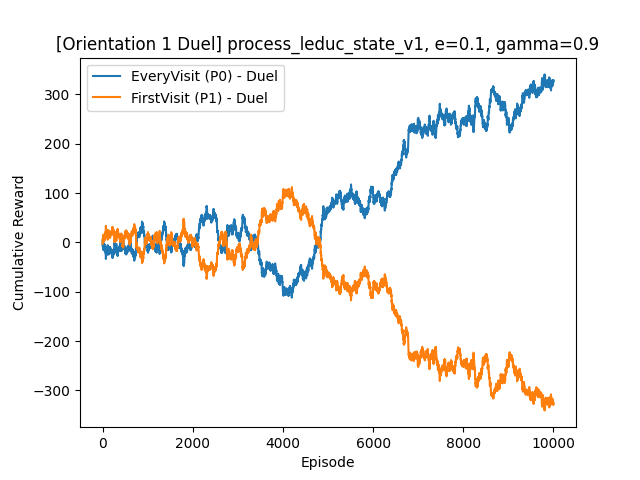 [Orientation 1 Duel] process_leduc_state_v1, e=0.1, gamma=0.9
EveryVisit (P0) - Duel
FirstVisit (P1) - Duel
300
200
100
0
−100
−200
−300
Cumulative Reward
0 2000 4000 6000 8000 10000
Episode